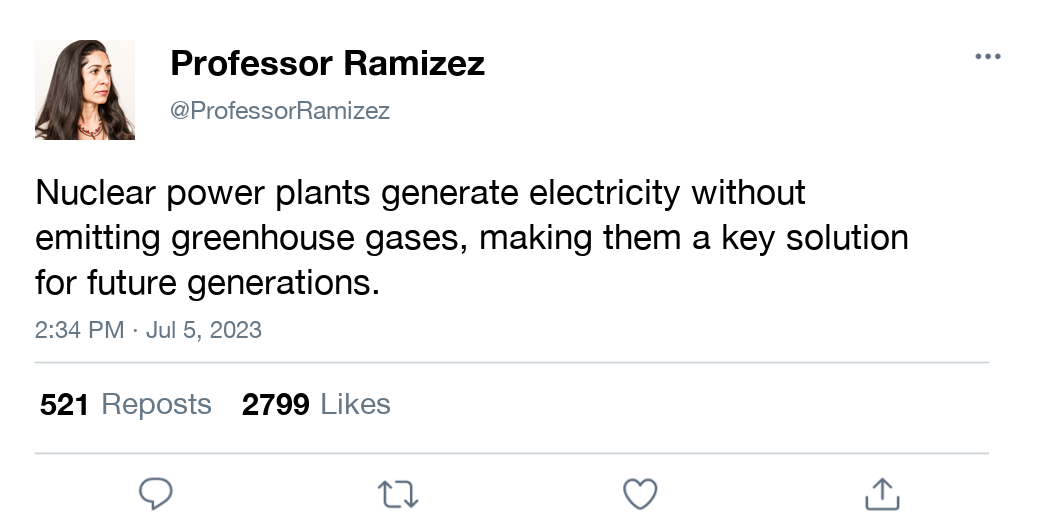 Professor Ramizez
@ProfessorRamizez
Nuclear power plants generate electricity without
emitting greenhouse gases, making them a key solution
for future generations.
2:34 PM · Jul 5, 2023
521 Reposts 2799 Likes